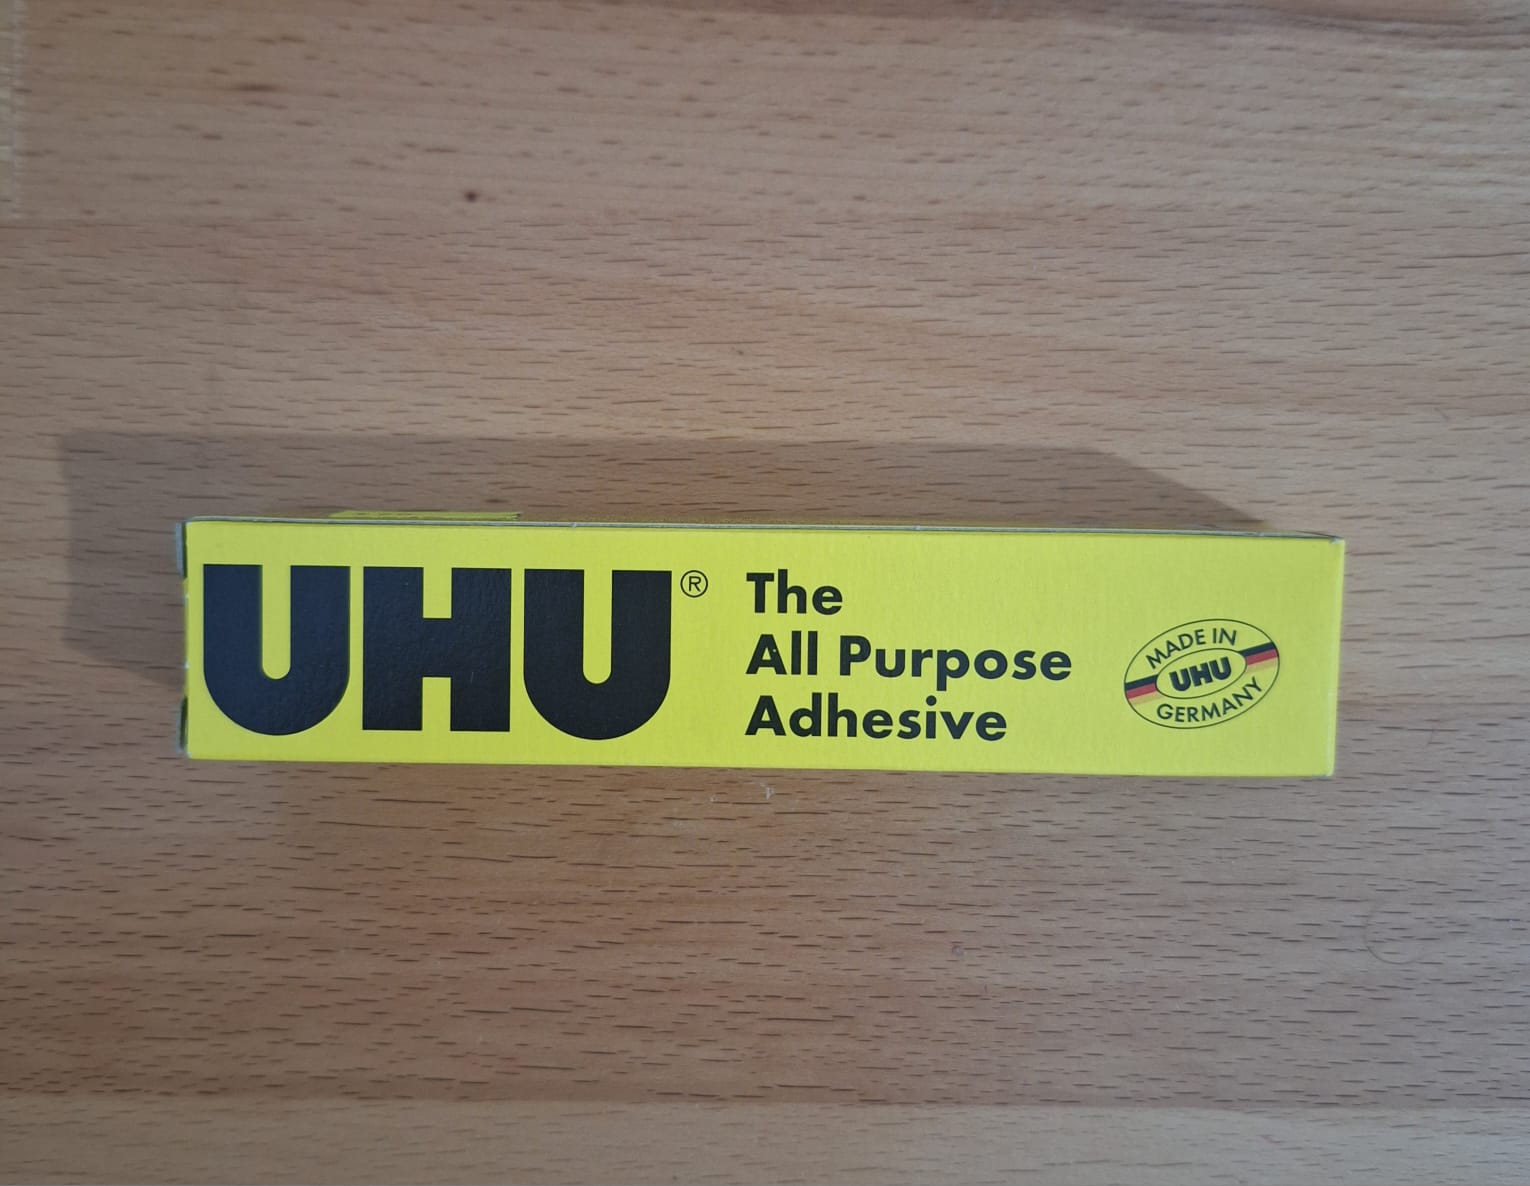 UHU®
The
All Purpose
Adhesive
MADE IN
UHU
GERMANY